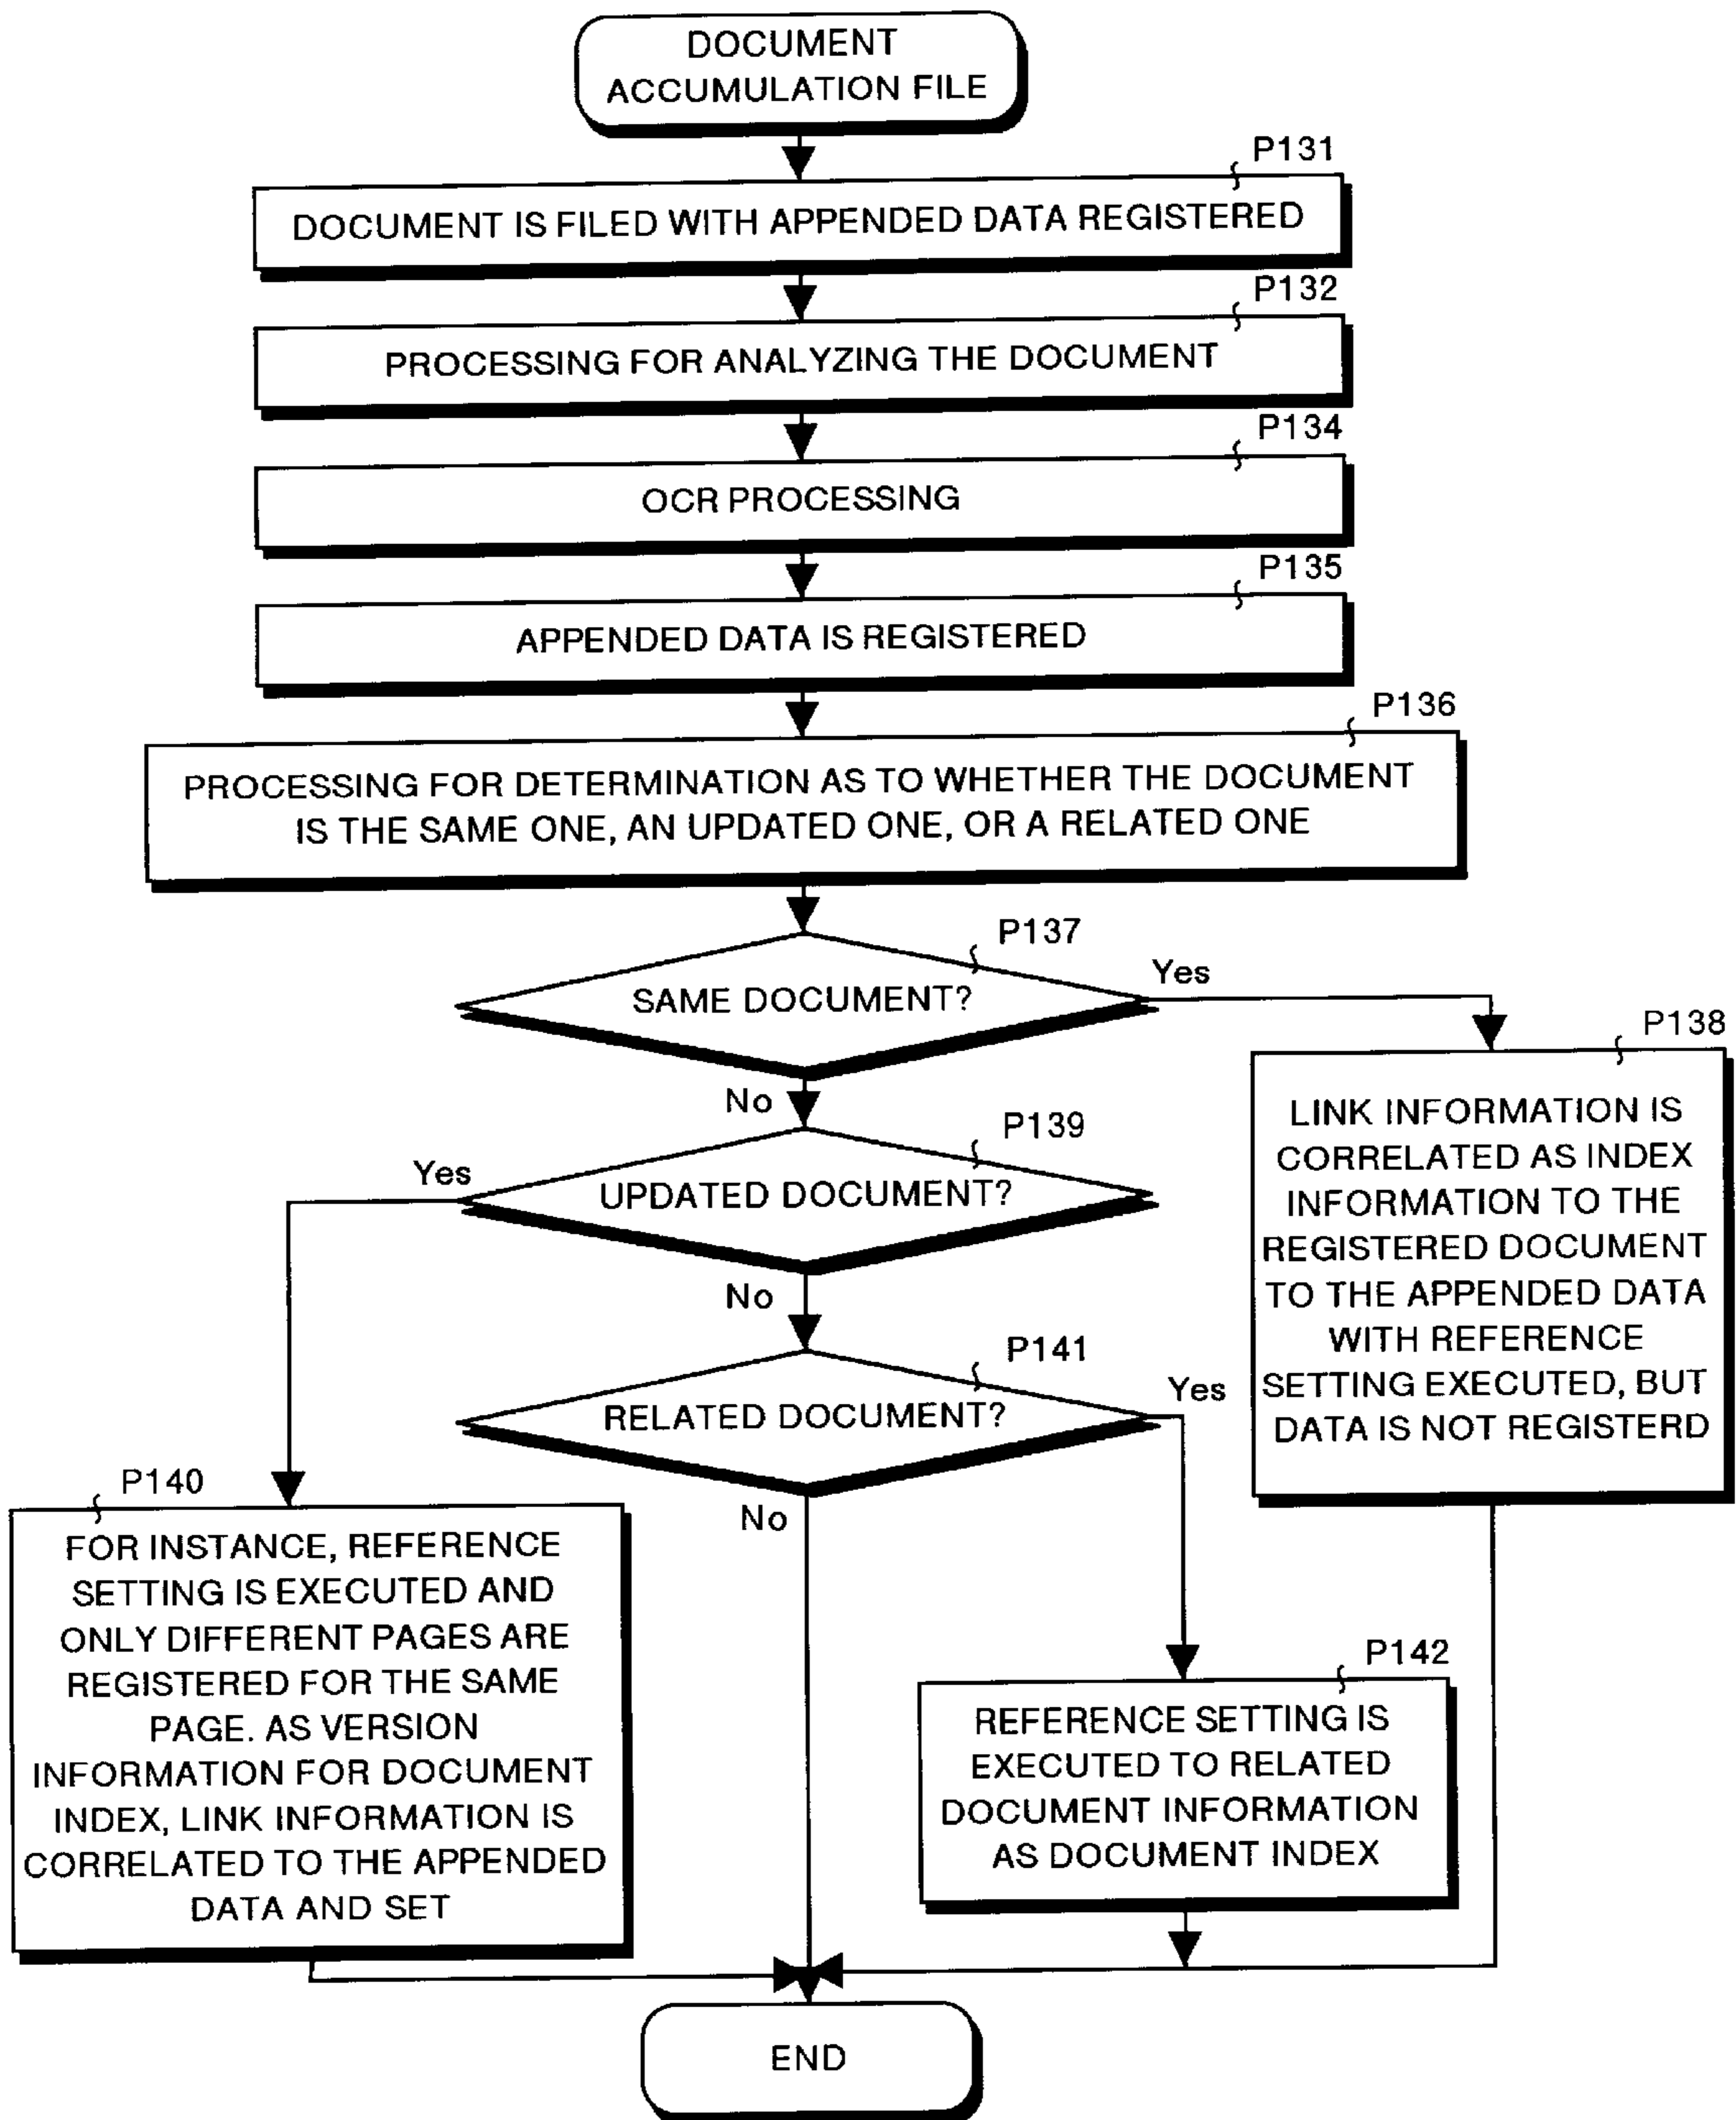 DOCUMENT
ACCUMULATION FILE
P131
DOCUMENT IS FILED WITH APPENDED DATA REGISTERED
P132
PROCESSING FOR ANALYZING THE DOCUMENT
P134
OCR PROCESSING
P135
APPENDED DATA IS REGISTERED
P136
PROCESSING FOR DETERMINATION AS TO WHETHER THE DOCUMENT
IS THE SAME ONE, AN UPDATED ONE, OR A RELATED ONE
P137
SAME DOCUMENT?
Yes
No
P138
LINK INFORMATION IS
CORRELATED AS INDEX
INFORMATION TO THE
REGISTERED DOCUMENT
TO THE APPENDED DATA
WITH REFERENCE
SETTING EXECUTED, BUT
DATA IS NOT REGISTERD
P139
UPDATED DOCUMENT?
Yes
No
P141
RELATED DOCUMENT?
Yes
No
P140
FOR INSTANCE, REFERENCE
SETTING IS EXECUTED AND
ONLY DIFFERENT PAGES ARE
REGISTERED FOR THE SAME
PAGE. AS VERSION
INFORMATION FOR DOCUMENT
INDEX, LINK INFORMATION IS
CORRELATED TO THE APPENDED
DATA AND SET
P142
REFERENCE SETTING IS
EXECUTED TO RELATED
DOCUMENT INFORMATION
AS DOCUMENT INDEX
END